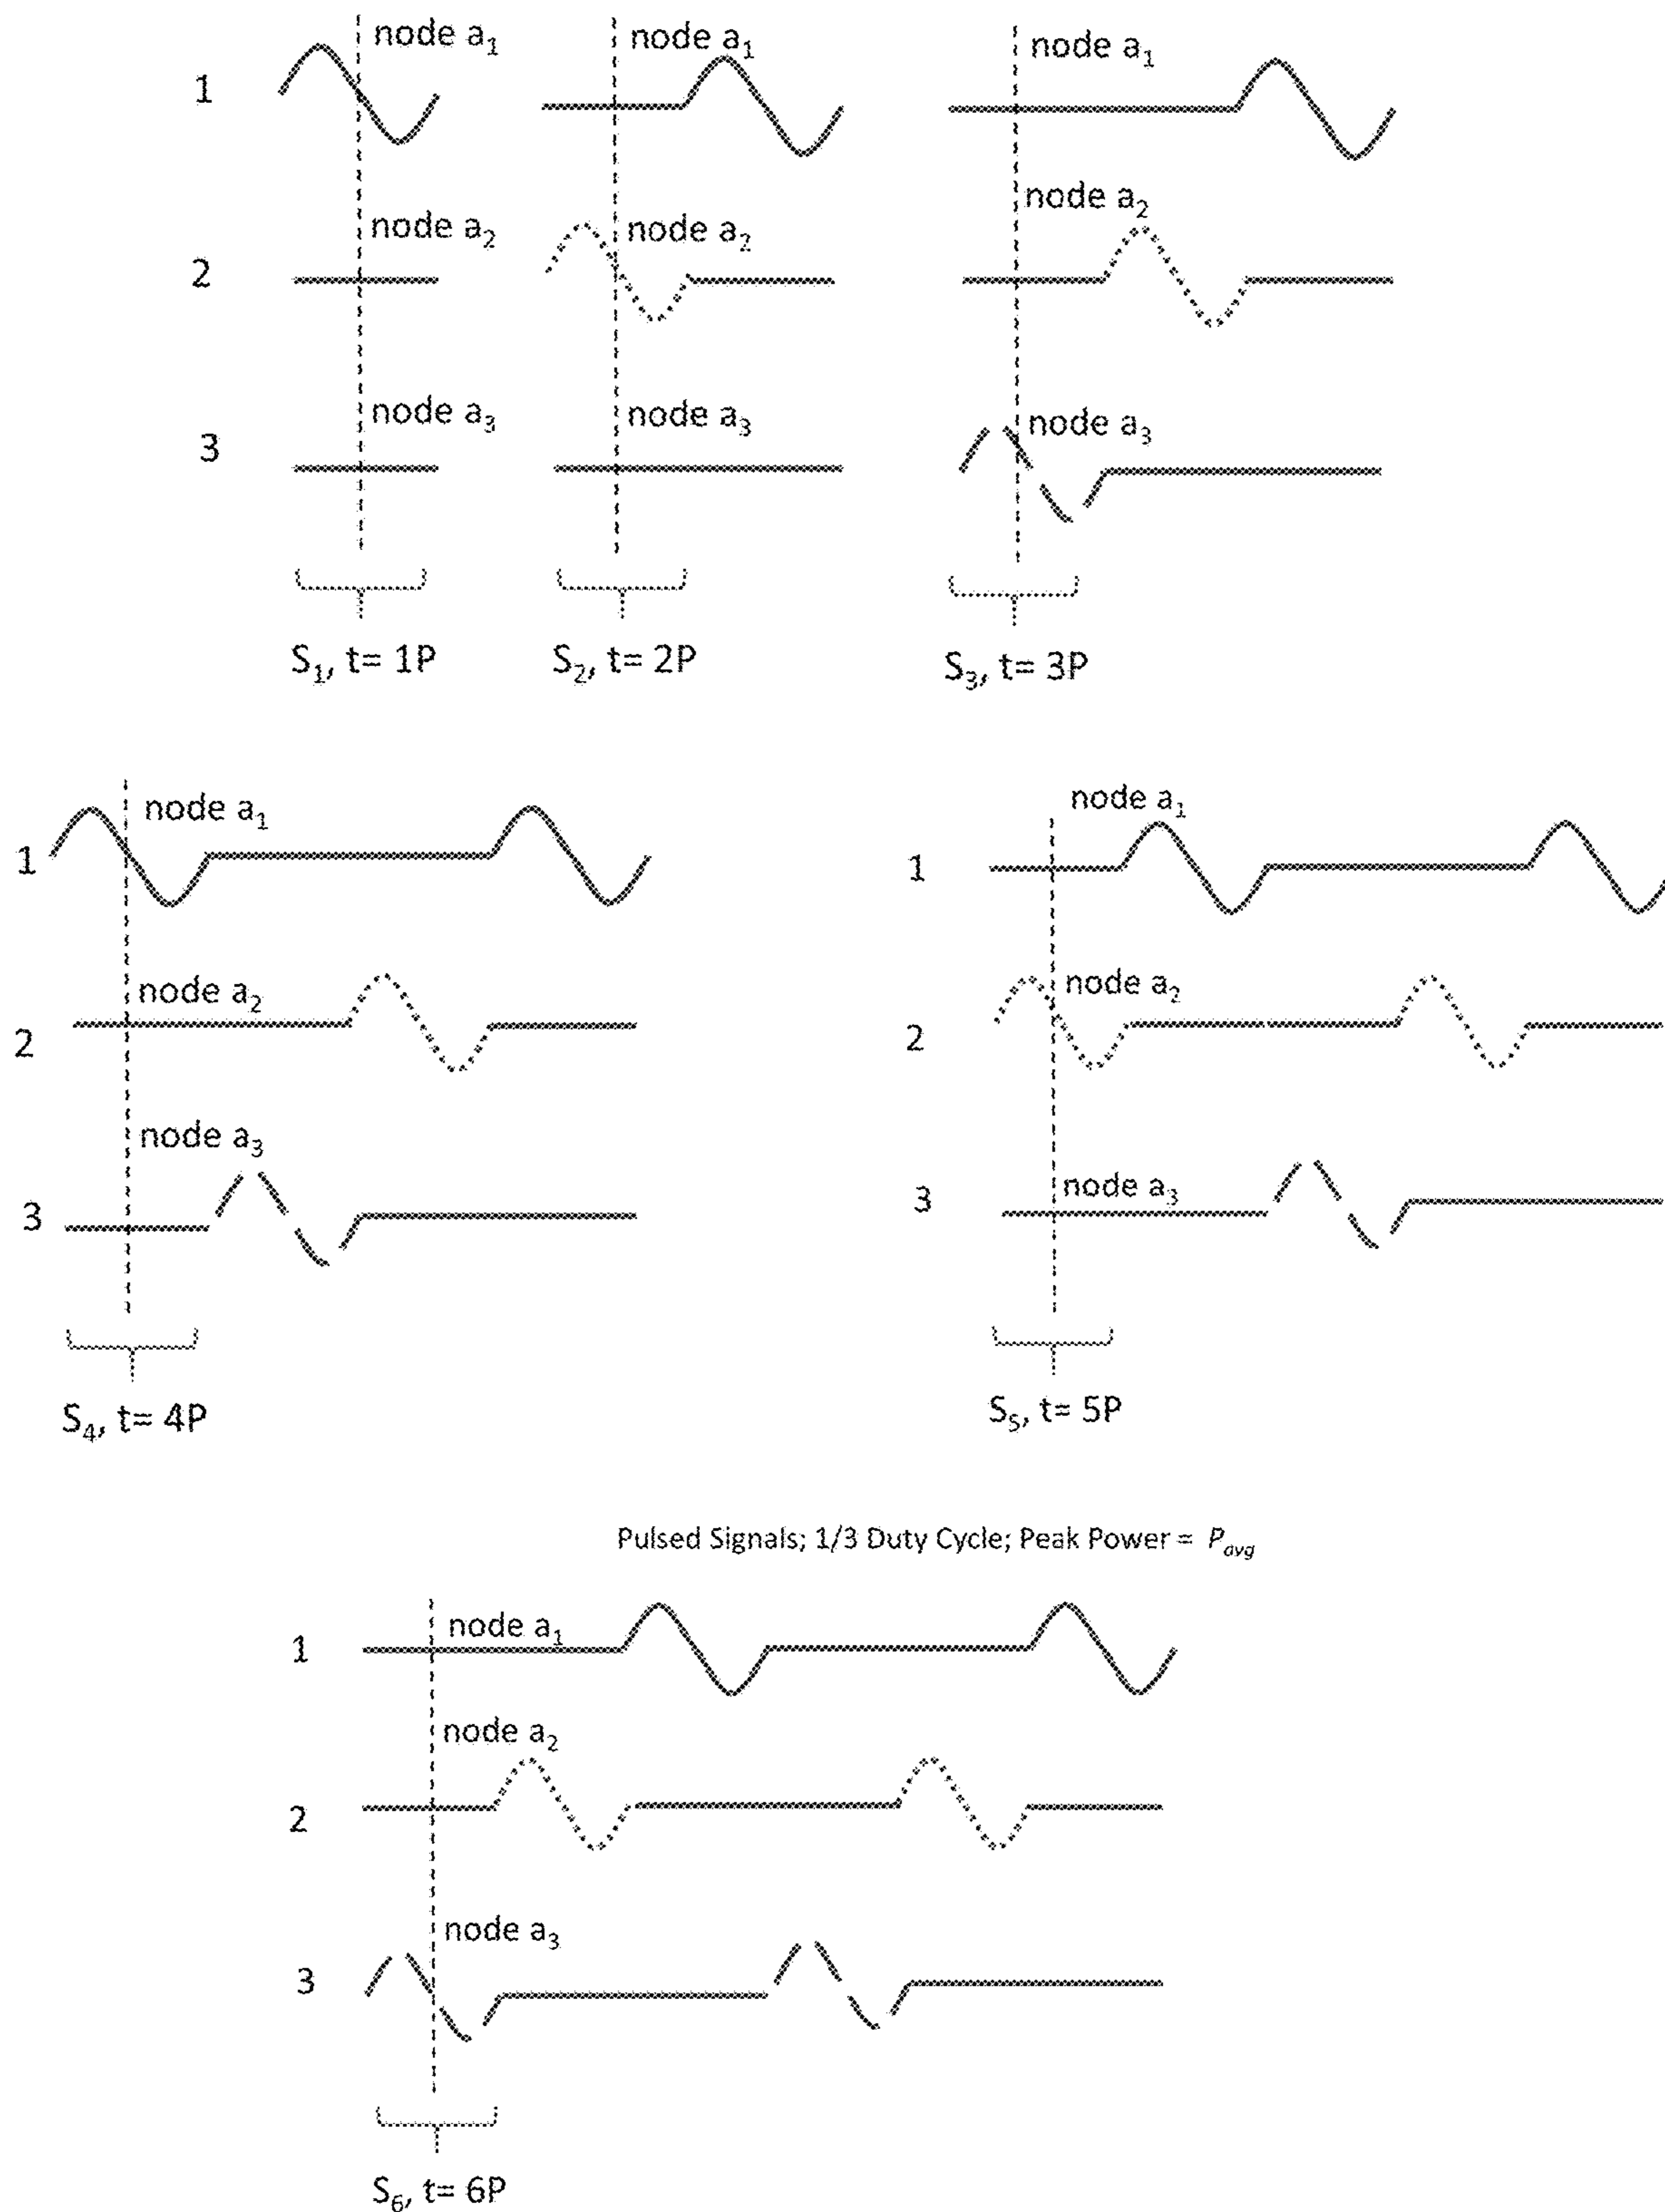 node a₁ node a₁ node a₁
1
node a₂ node a₂ node a₂
2
node a₃ node a₃ node a₃
3
S₁, t= 1P S₂, t= 2P S₃, t= 3P
node a₁ node a₁
1 1
node a₂ node a₂
2 2
node a₃ node a₃
3 3
S₄, t= 4P S₅, t= 5P
Pulsed Signals; 1/3 Duty Cycle; Peak Power = Pavg
1 node a₁
node a₂
2
node a₃
3
S₆, t= 6P